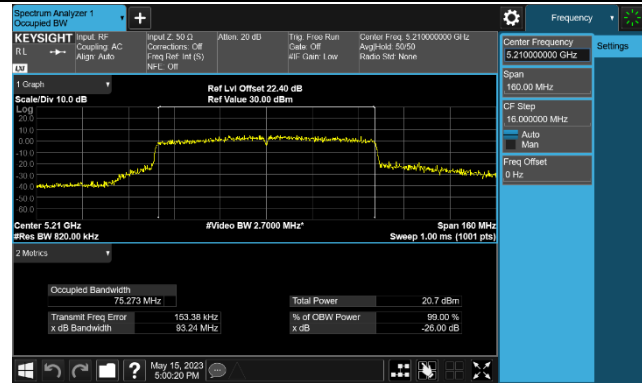 Spectrum Analyzer 1
Occupied BW
+
Frequency
KEYSIGHT
RL
LXI
Input: RF
Coupling: AC
Align: Auto
Input Z: 50 Ω
Corrections: Off
Freq Ref: Int (S)
NFE: Off
Atten: 20 dB
Trig: Free Run
Gate: Off
#IF Gain: Low
Center Freq: 5.210000000 GHz
Avg|Hold: 50/50
Radio Std: None
Center Frequency
5.210000000 GHz
Settings
Span
160.00 MHz
CF Step
16.000000 MHz
Auto
Man
Freq Offset
0 Hz
1 Graph
Scale/Div 10.0 dB
Ref Lvl Offset 22.40 dB
Ref Value 30.00 dBm
Log
20.0
10.0
0.00
-10.0
-20.0
-30.0
-40.0
-50.0
-60.0
Center 5.21 GHz
#Video BW 2.7000 MHz*
Span 160 MHz
#Res BW 820.00 kHz
Sweep 1.00 ms (1001 pts)
2 Metrics
Occupied Bandwidth
75.273 MHz
Total Power 20.7 dBm
Transmit Freq Error 153.38 kHz
% of OBW Power 99.00 %
x dB Bandwidth 93.24 MHz
x dB -26.00 dB
?
May 15, 2023
5:00:20 PM